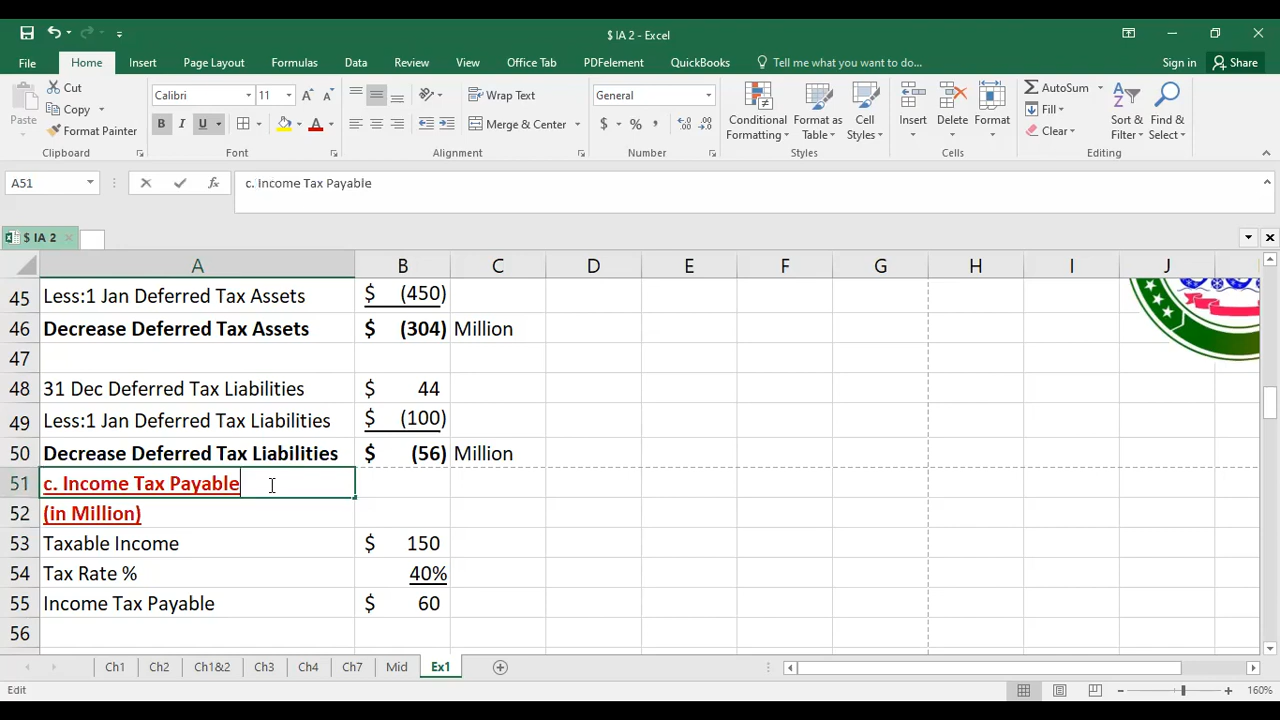 $ IA 2 - Excel
File Home Insert Page Layout Formulas Data Review View Office Tab PDFelement QuickBooks Tell me what you want to do... Sign in Share
Paste
Cut
Copy
Format Painter
Clipboard
Calibri 11
B I U
Font
Wrap Text
Merge & Center
Alignment
General
$ % ,
Number
Conditional Formatting
Format as Table
Cell Styles
Styles
Insert
Delete
Format
Cells
AutoSum
Fill
Clear
Sort & Filter
Find & Select
Editing
A51 fx c. Income Tax Payable
$ IA 2
A B C D E F G H I J
45 Less:1 Jan Deferred Tax Assets $ (450)
46 Decrease Deferred Tax Assets $ (304) Million
47
48 31 Dec Deferred Tax Liabilities $ 44
49 Less:1 Jan Deferred Tax Liabilities $ (100)
50 Decrease Deferred Tax Liabilities $ (56) Million
51 c. Income Tax Payable
52 (in Million)
53 Taxable Income $ 150
54 Tax Rate % 40%
55 Income Tax Payable $ 60
56
Ch1 Ch2 Ch1&2 Ch3 Ch4 Ch7 Mid Ex1
Edit 160%